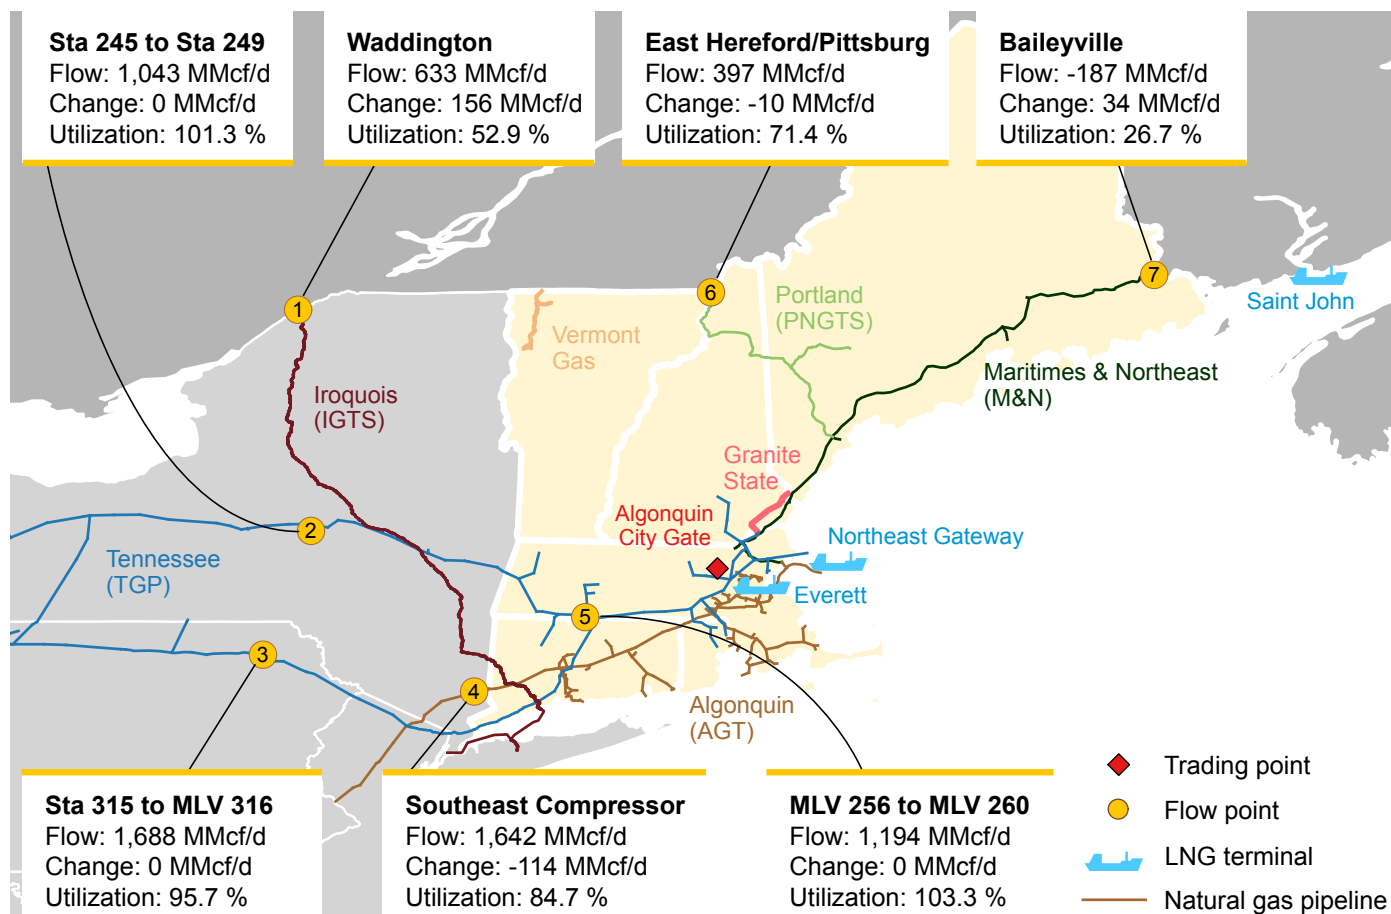 Sta 245 to Sta 249
Flow: 1,043 MMcf/d
Change: 0 MMcf/d
Utilization: 101.3 %
Waddington
Flow: 633 MMcf/d
Change: 156 MMcf/d
Utilization: 52.9 %
East Hereford/Pittsburg
Flow: 397 MMcf/d
Change: -10 MMcf/d
Utilization: 71.4 %
Baileyville
Flow: -187 MMcf/d
Change: 34 MMcf/d
Utilization: 26.7 %
7
6
1
Saint John
Portland
(PNGTS)
Vermont
Gas
Maritimes & Northeast
(M&N)
Iroquois
(IGTS)
Granite
State
Algonquin
City Gate
2
Northeast Gateway
Tennessee
(TGP)
Everett
5
3
4
Algonquin
(AGT)
Sta 315 to MLV 316
Flow: 1,688 MMcf/d
Change: 0 MMcf/d
Utilization: 95.7 %
Southeast Compressor
Flow: 1,642 MMcf/d
Change: -114 MMcf/d
Utilization: 84.7 %
MLV 256 to MLV 260
Flow: 1,194 MMcf/d
Change: 0 MMcf/d
Utilization: 103.3 %
Trading point
Flow point
LNG terminal
Natural gas pipeline